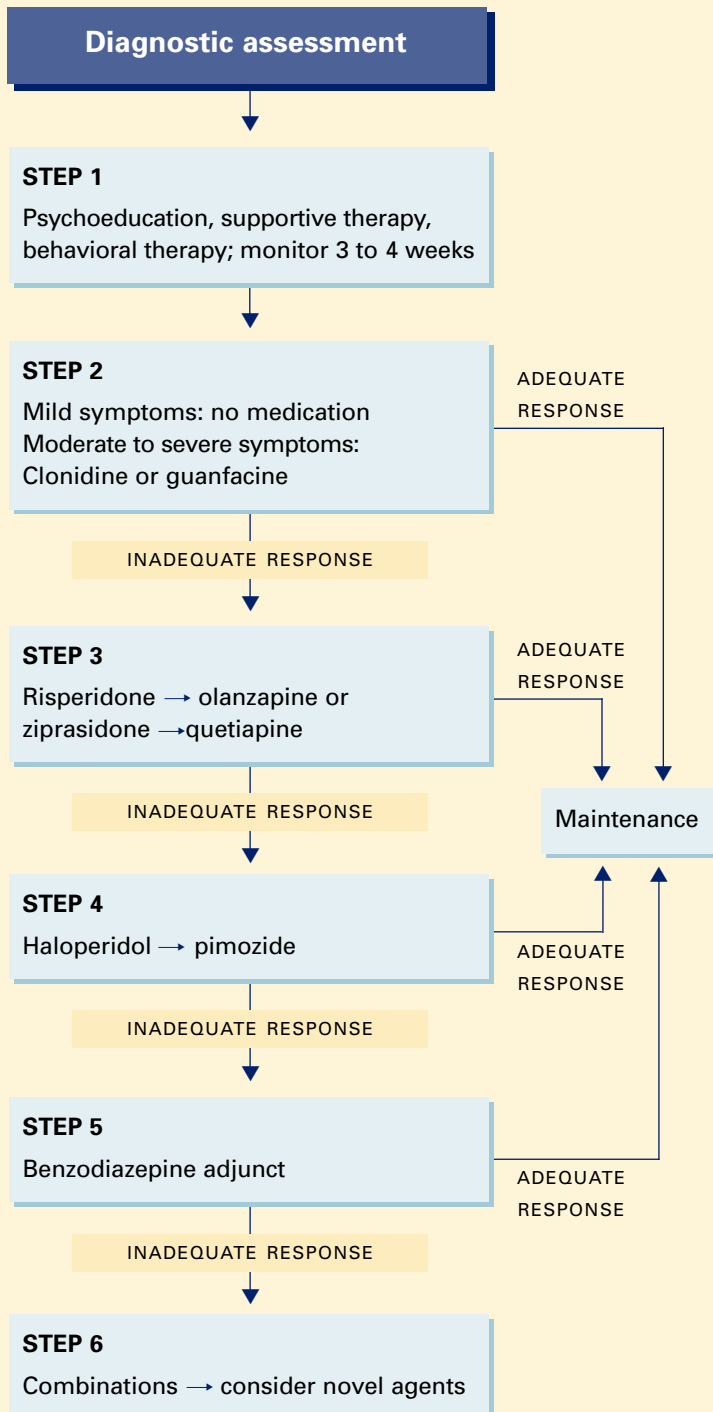 Diagnostic assessment
STEP 1
Psychoeducation, supportive therapy,
behavioral therapy; monitor 3 to 4 weeks
STEP 2
Mild symptoms: no medication
Moderate to severe symptoms:
Clonidine or guanfacine
ADEQUATE
RESPONSE
INADEQUATE RESPONSE
STEP 3
Risperidone → olanzapine or
ziprasidone →quetiapine
ADEQUATE
RESPONSE
INADEQUATE RESPONSE
Maintenance
STEP 4
Haloperidol → pimozide
ADEQUATE
RESPONSE
INADEQUATE RESPONSE
STEP 5
Benzodiazepine adjunct
ADEQUATE
RESPONSE
INADEQUATE RESPONSE
STEP 6
Combinations → consider novel agents